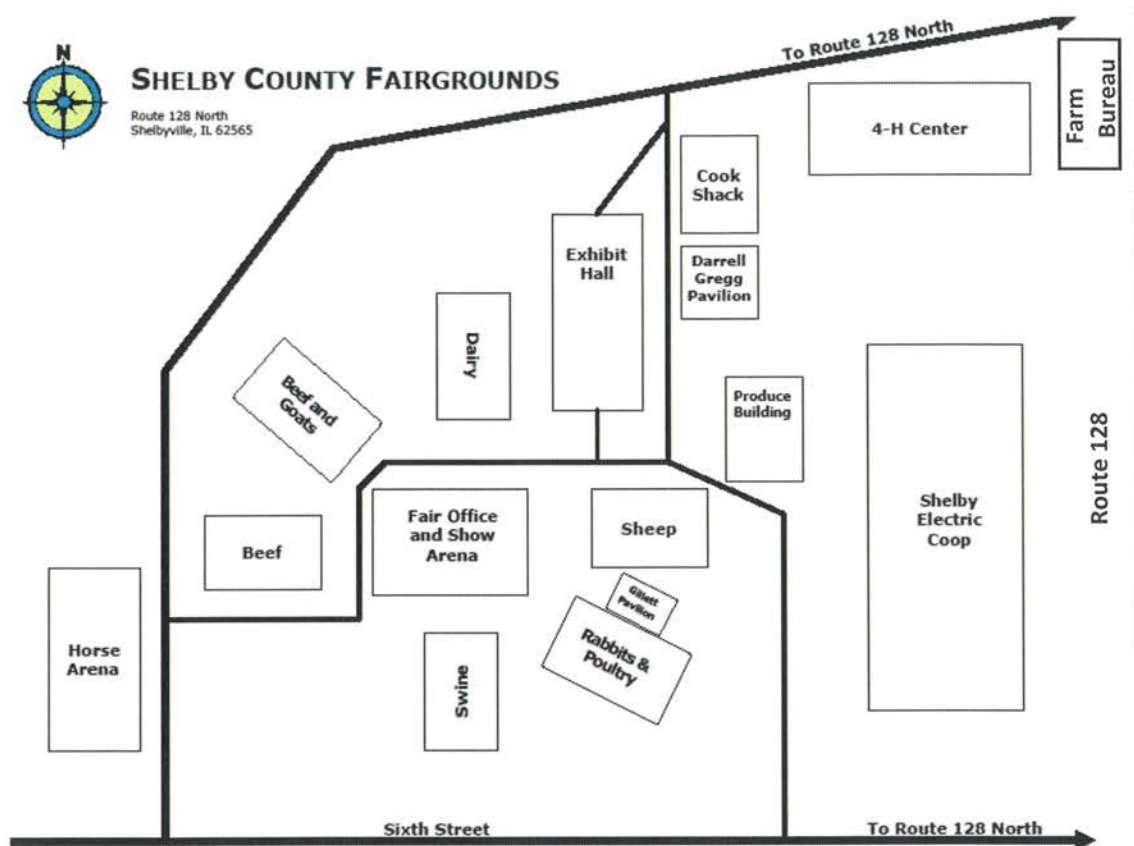 N
SHELBY COUNTY FAIRGROUNDS
Route 128 North
Shelbyville, IL 62565
To Route 128 North
Farm
Bureau
4-H Center
Cook
Shack
Exhibit
Hall
Darrell
Gregg
Pavilion
Dairy
Beef and
Goats
Produce
Building
Route 128
Shelby
Electric
Coop
Fair Office
and Show
Arena
Sheep
Beef
Gillett
Pavilion
Rabbits &
Poultry
Horse
Arena
Swine
Sixth Street
To Route 128 North